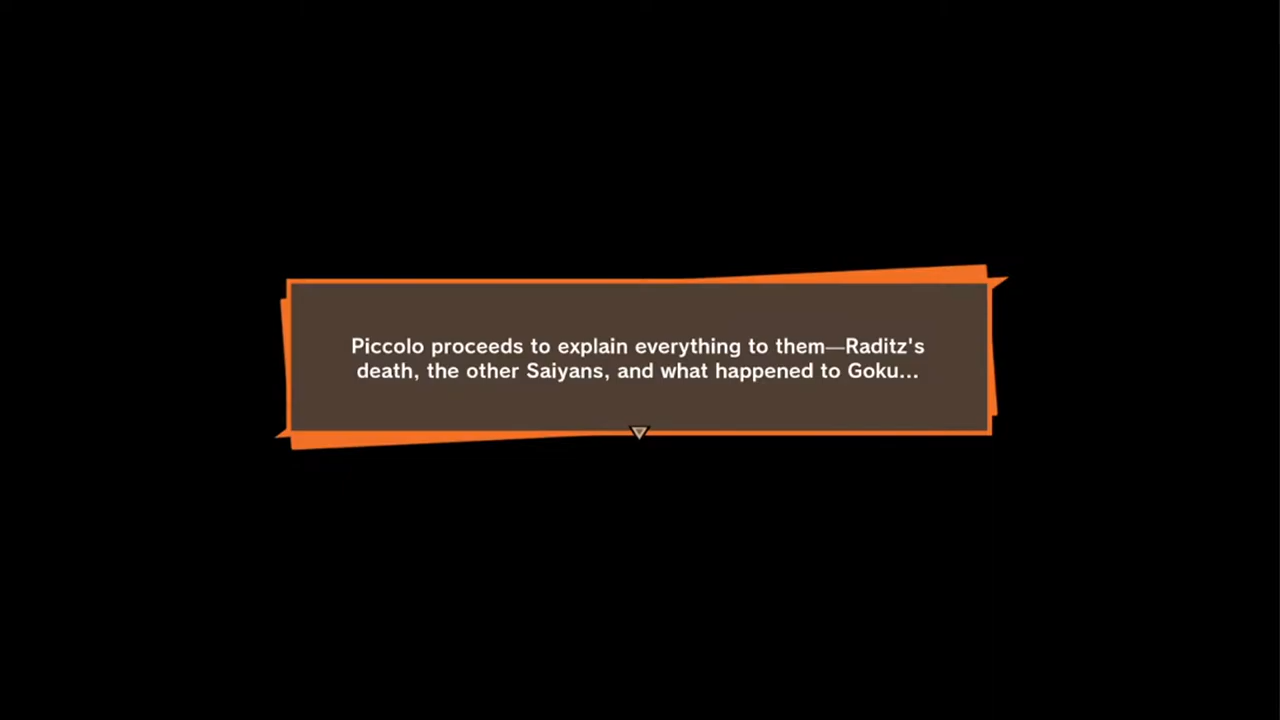 Piccolo proceeds to explain everything to them—Raditz's
death, the other Saiyans, and what happened to Goku...